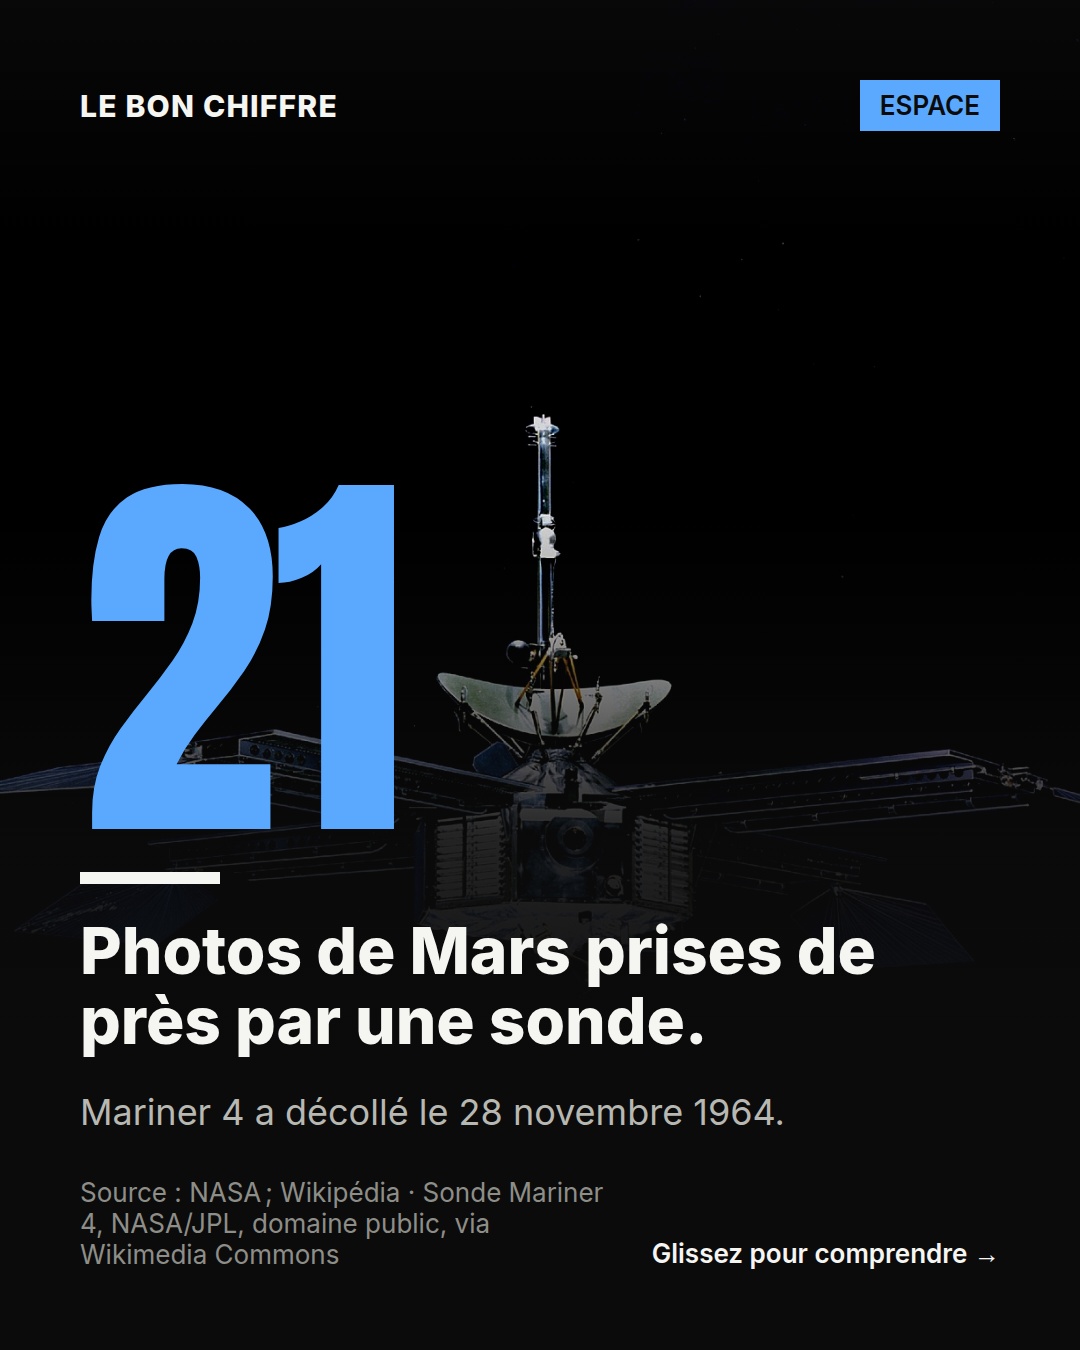 LE BON CHIFFRE
ESPACE
21
Photos de Mars prises de
près par une sonde.
Mariner 4 a décollé le 28 novembre 1964.
Source : NASA ; Wikipédia · Sonde Mariner
4, NASA/JPL, domaine public, via
Wikimedia Commons
Glissez pour comprendre →